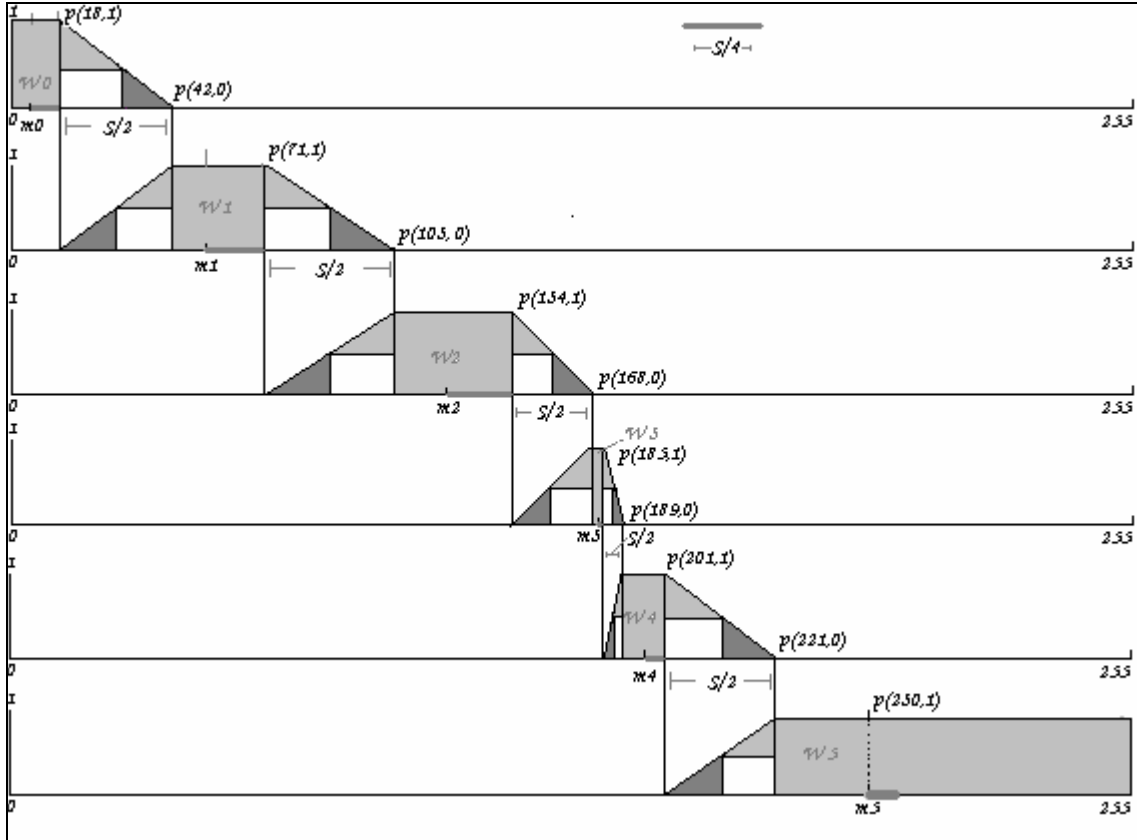 1
p(18,1)
S/4
W0
p(42,0)
0
m0
S/2
255
1
p(71,1)
W1
p(105,0)
0
m1
S/2
255
1
p(154,1)
W2
p(168,0)
0
m2
S/2
255
1
W3
p(185,1)
p(189,0)
0
m3
S/2
255
1
p(201,1)
W4
p(221,0)
0
m4
S/2
255
1
p(250,1)
W5
0
m5
255